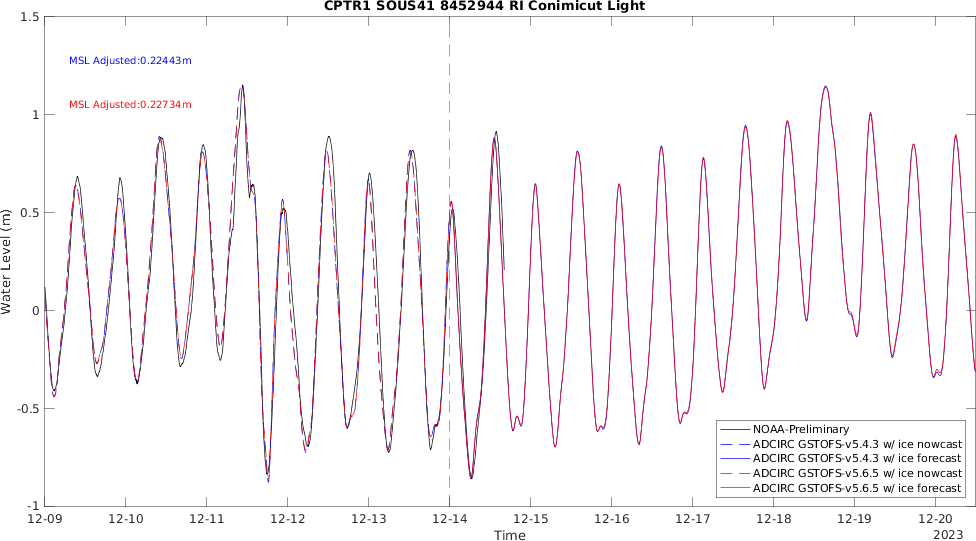 CPTR1 SOUS41 8452944 RI Conimicut Light
1.5
MSL Adjusted:0.22443m
MSL Adjusted:0.22734m
1
0.5
Water Level (m)
0
-0.5
-1
NOAA-Preliminary
ADCIRC GSTOFS-v5.4.3 w/ ice nowcast
ADCIRC GSTOFS-v5.4.3 w/ ice forecast
ADCIRC GSTOFS-v5.6.5 w/ ice nowcast
ADCIRC GSTOFS-v5.6.5 w/ ice forecast
12-09 12-10 12-11 12-12 12-13 12-14 12-15 12-16 12-17 12-18 12-19 12-20
Time
2023